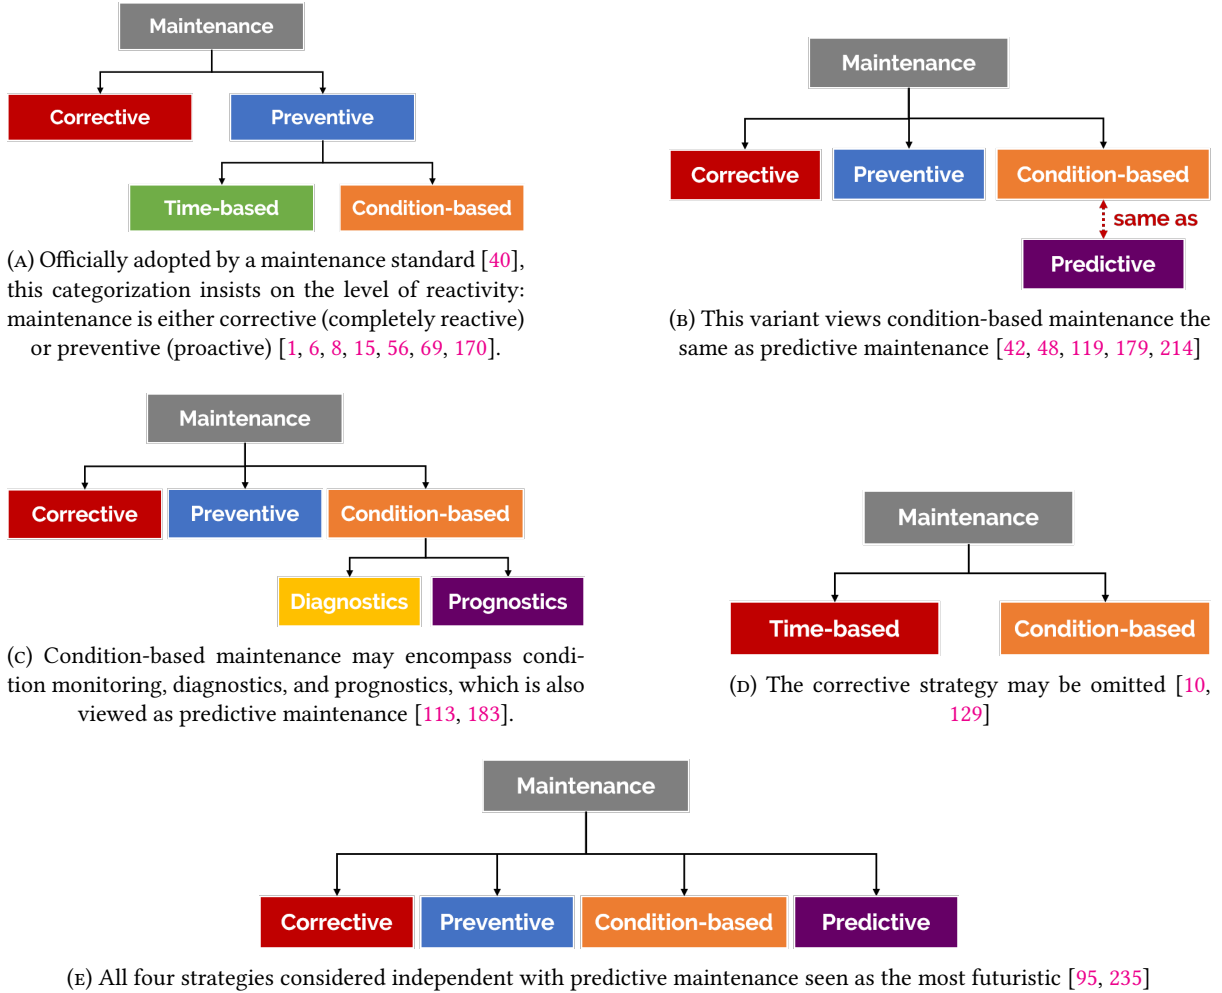 Maintenance
Corrective
Preventive
Time-based
Condition-based
(A) Officially adopted by a maintenance standard [40],
this categorization insists on the level of reactivity:
maintenance is either corrective (completely reactive)
or preventive (proactive) [1, 6, 8, 15, 56, 69, 170].
Maintenance
Corrective
Preventive
Condition-based
same as
Predictive
(B) This variant views condition-based maintenance the
same as predictive maintenance [42, 48, 119, 179, 214]
Maintenance
Corrective
Preventive
Condition-based
Diagnostics
Prognostics
(C) Condition-based maintenance may encompass condi-
tion monitoring, diagnostics, and prognostics, which is also
viewed as predictive maintenance [113, 183].
Maintenance
Time-based
Condition-based
(D) The corrective strategy may be omitted [10,
129]
Maintenance
Corrective
Preventive
Condition-based
Predictive
(E) All four strategies considered independent with predictive maintenance seen as the most futuristic [95, 235]